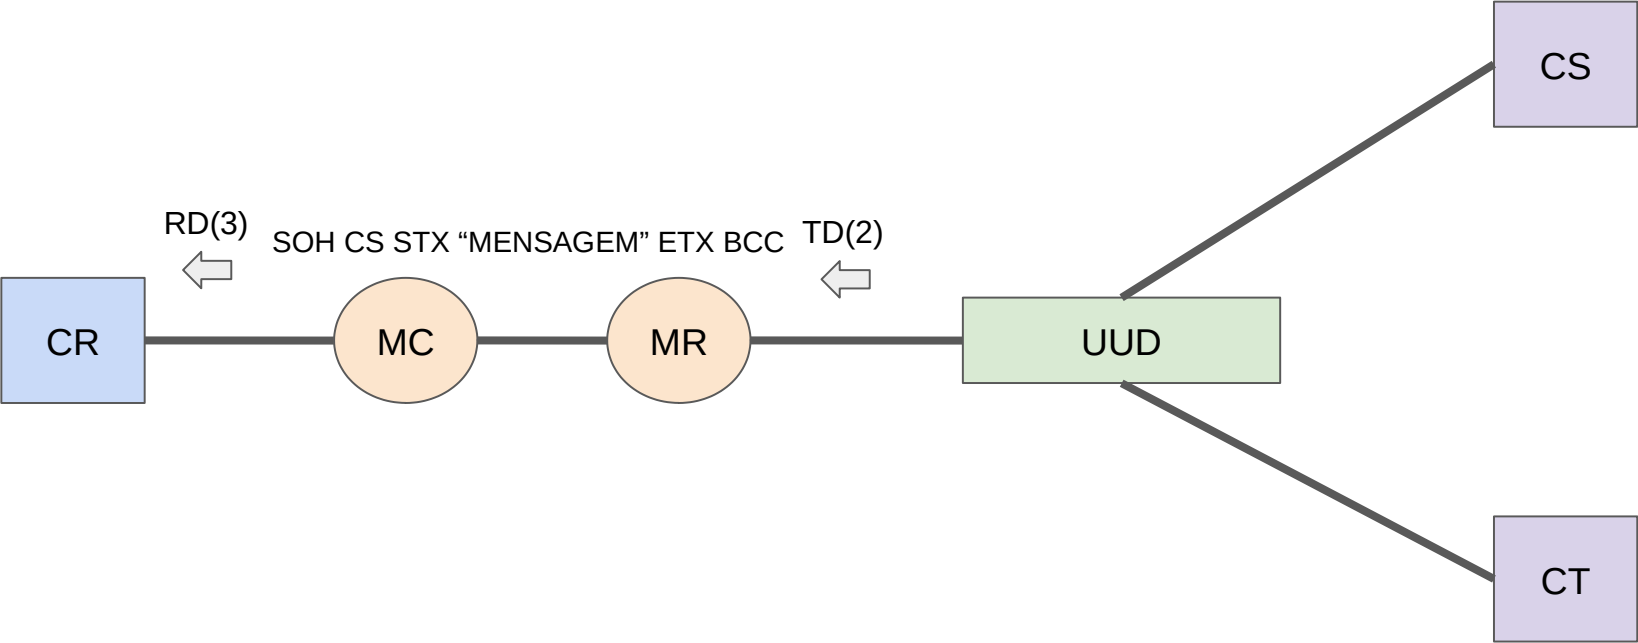 CS
RD(3)
SOH CS STX “MENSAGEM” ETX BCC
TD(2)
CR
MC
MR
UUD
CT